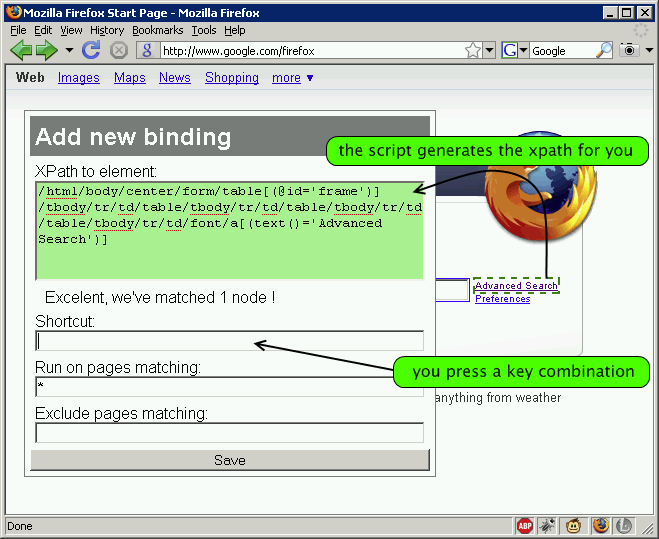 Mozilla Firefox Start Page - Mozilla Firefox
File Edit View History Bookmarks Tools Help
http://www.google.com/firefox
Google
Web Images Maps News Shopping more ▼
Add new binding
the script generates the xpath for you
XPath to element:
/html/body/center/form/table[(@id='frame')]
/tbody/tr/td/table/tbody/tr/td/table/tbody/tr/td
/table/tbody/tr/td/font/a[(text()='Advanced
Search')]
Excelent, we've matched 1 node !
Advanced Search
Preferences
Shortcut:
Run on pages matching:
you press a key combination
*
anything from weather
Exclude pages matching:
Save
Done
ABP